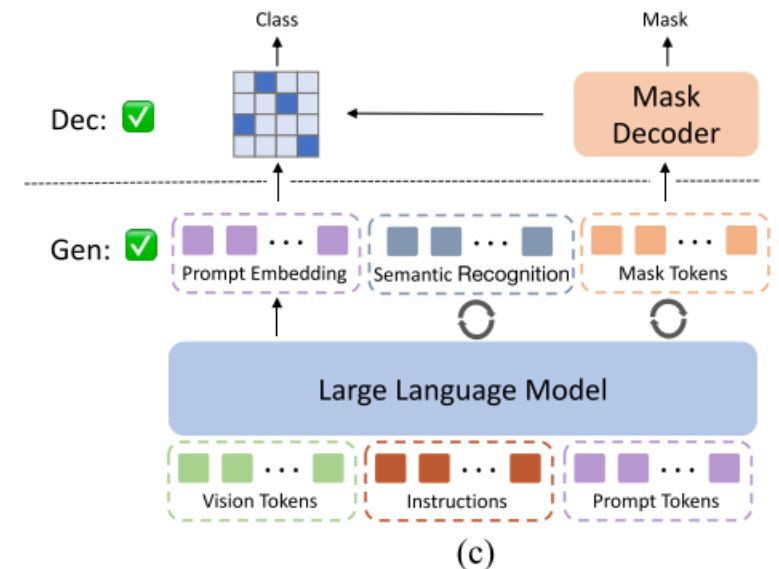 Class
Mask
Dec:
Mask
Decoder
Gen:
Prompt Embedding
Semantic Recognition
Mask Tokens
Large Language Model
Vision Tokens
Instructions
Prompt Tokens
(c)